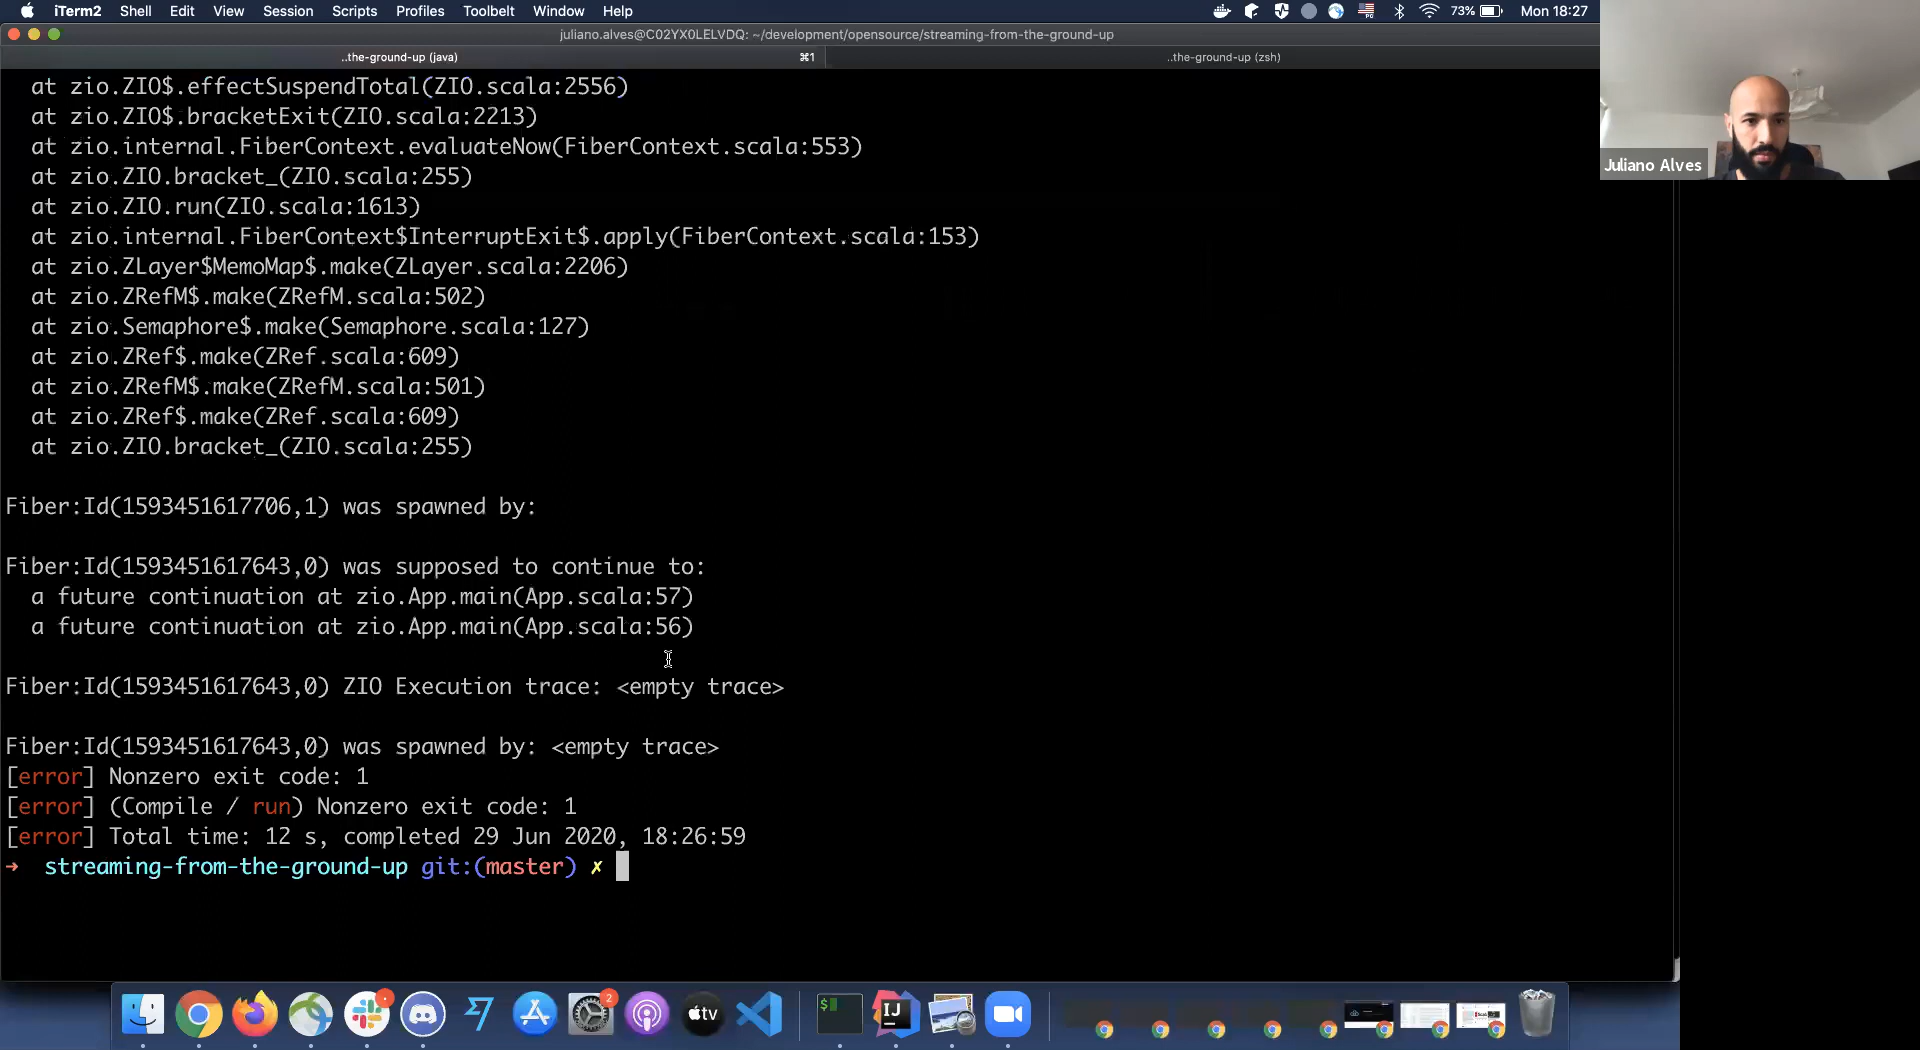 iTerm2 Shell Edit View Session Scripts Profiles Toolbelt Window Help 73% Mon 18:27
juliano.alves@C02YX0LELVDQ: ~/development/opensource/streaming-from-the-ground-up
..the-ground-up (java) ⌘1 ..the-ground-up (zsh)
at zio.ZIO$.effectSuspendTotal(ZIO.scala:2556)
at zio.ZIO$.bracketExit(ZIO.scala:2213)
at zio.internal.FiberContext.evaluateNow(FiberContext.scala:553)
at zio.ZIO.bracket_(ZIO.scala:255)
at zio.ZIO.run(ZIO.scala:1613)
at zio.internal.FiberContext$InterruptExit$.apply(FiberContext.scala:153)
at zio.ZLayer$MemoMap$.make(ZLayer.scala:2206)
at zio.ZRefM$.make(ZRefM.scala:502)
at zio.Semaphore$.make(Semaphore.scala:127)
at zio.ZRef$.make(ZRef.scala:609)
at zio.ZRefM$.make(ZRefM.scala:501)
at zio.ZRef$.make(ZRef.scala:609)
at zio.ZIO.bracket_(ZIO.scala:255)
Fiber:Id(1593451617706,1) was spawned by:
Fiber:Id(1593451617643,0) was supposed to continue to:
a future continuation at zio.App.main(App.scala:57)
a future continuation at zio.App.main(App.scala:56)
Fiber:Id(1593451617643,0) ZIO Execution trace: <empty trace>
Fiber:Id(1593451617643,0) was spawned by: <empty trace>
[error] Nonzero exit code: 1
[error] (Compile / run) Nonzero exit code: 1
[error] Total time: 12 s, completed 29 Jun 2020, 18:26:59
→ streaming-from-the-ground-up git:(master) ✗
Juliano Alves
2
tv
$
IJ